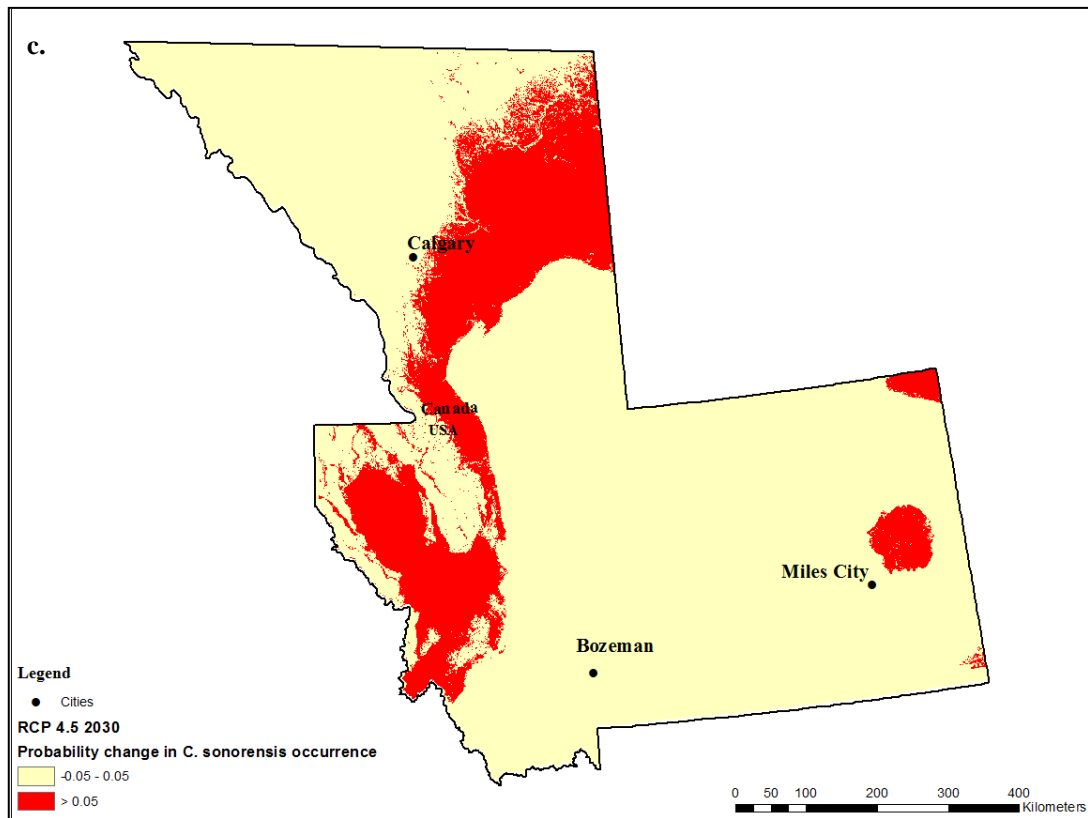 c.
Calgary
Canada
USA
Miles City
Bozeman
Legend
Cities
RCP 4.5 2030
Probability change in C. sonorensis occurrence
-0.05 - 0.05
> 0.05
0 50 100 200 300 400
Kilometers